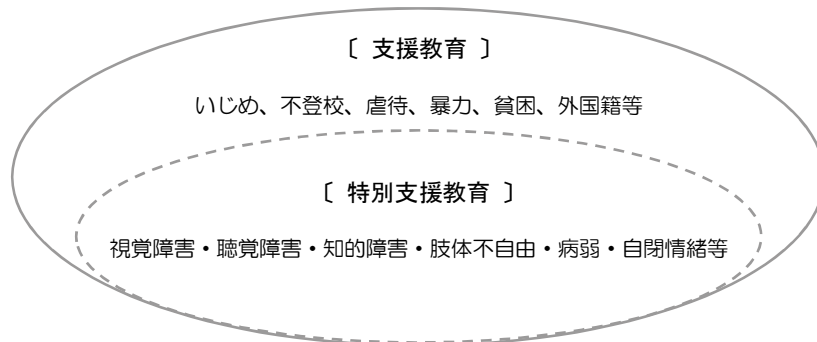 〔 支援教育 〕
いじめ、不登校、虐待、暴力、貧困、外国籍等
〔 特別支援教育 〕
視覚障害・聴覚障害・知的障害・肢体不自由・病弱・自閉情緒等